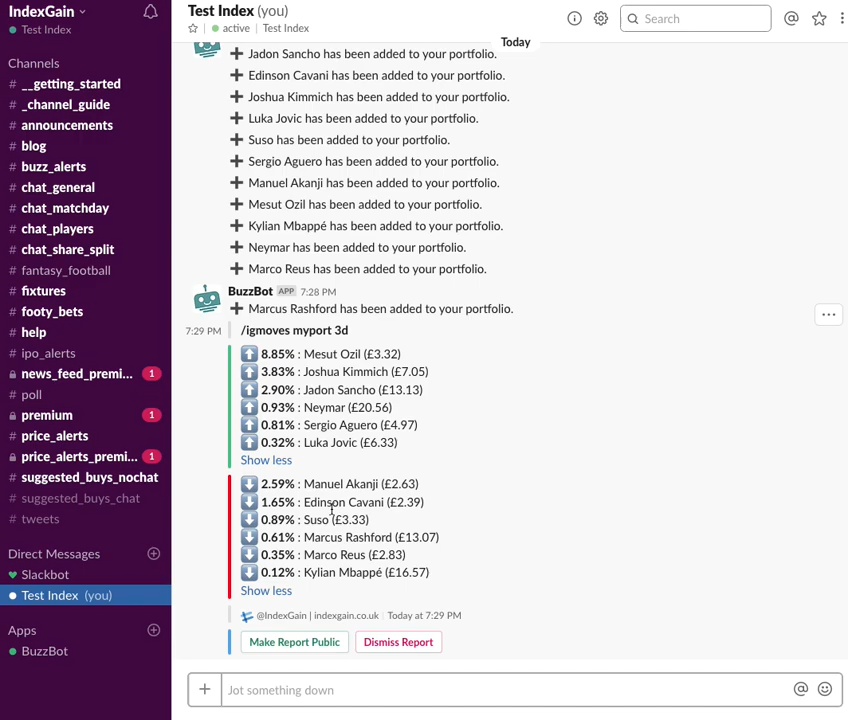 IndexGain
Test Index
Channels
# __getting_started
# _channel_guide
# announcements
# blog
# buzz_alerts
# chat_general
# chat_matchday
# chat_players
# chat_share_split
# fantasy_football
# fixtures
# footy_bets
# help
# ipo_alerts
news_feed_premi... 1
# poll
premium 1
# price_alerts
price_alerts_premi... 1
# suggested_buys_nochat
# suggested_buys_chat
# tweets
Direct Messages
Slackbot
Test Index (you)
Apps
BuzzBot
Test Index (you)
active | Test Index
Search
Today
Jadon Sancho has been added to your portfolio.
Edinson Cavani has been added to your portfolio.
Joshua Kimmich has been added to your portfolio.
Luka Jovic has been added to your portfolio.
Suso has been added to your portfolio.
Sergio Aguero has been added to your portfolio.
Manuel Akanji has been added to your portfolio.
Mesut Ozil has been added to your portfolio.
Kylian Mbappé has been added to your portfolio.
Neymar has been added to your portfolio.
Marco Reus has been added to your portfolio.
BuzzBot APP 7:28 PM
Marcus Rashford has been added to your portfolio.
7:29 PM /igmoves myport 3d
8.85% : Mesut Ozil (£3.32)
3.83% : Joshua Kimmich (£7.05)
2.90% : Jadon Sancho (£13.13)
0.93% : Neymar (£20.56)
0.81% : Sergio Aguero (£4.97)
0.32% : Luka Jovic (£6.33)
Show less
2.59% : Manuel Akanji (£2.63)
1.65% : Edinson Cavani (£2.39)
0.89% : Suso (£3.33)
0.61% : Marcus Rashford (£13.07)
0.35% : Marco Reus (£2.83)
0.12% : Kylian Mbappé (£16.57)
Show less
@IndexGain | indexgain.co.uk | Today at 7:29 PM
Make Report Public Dismiss Report
Jot something down